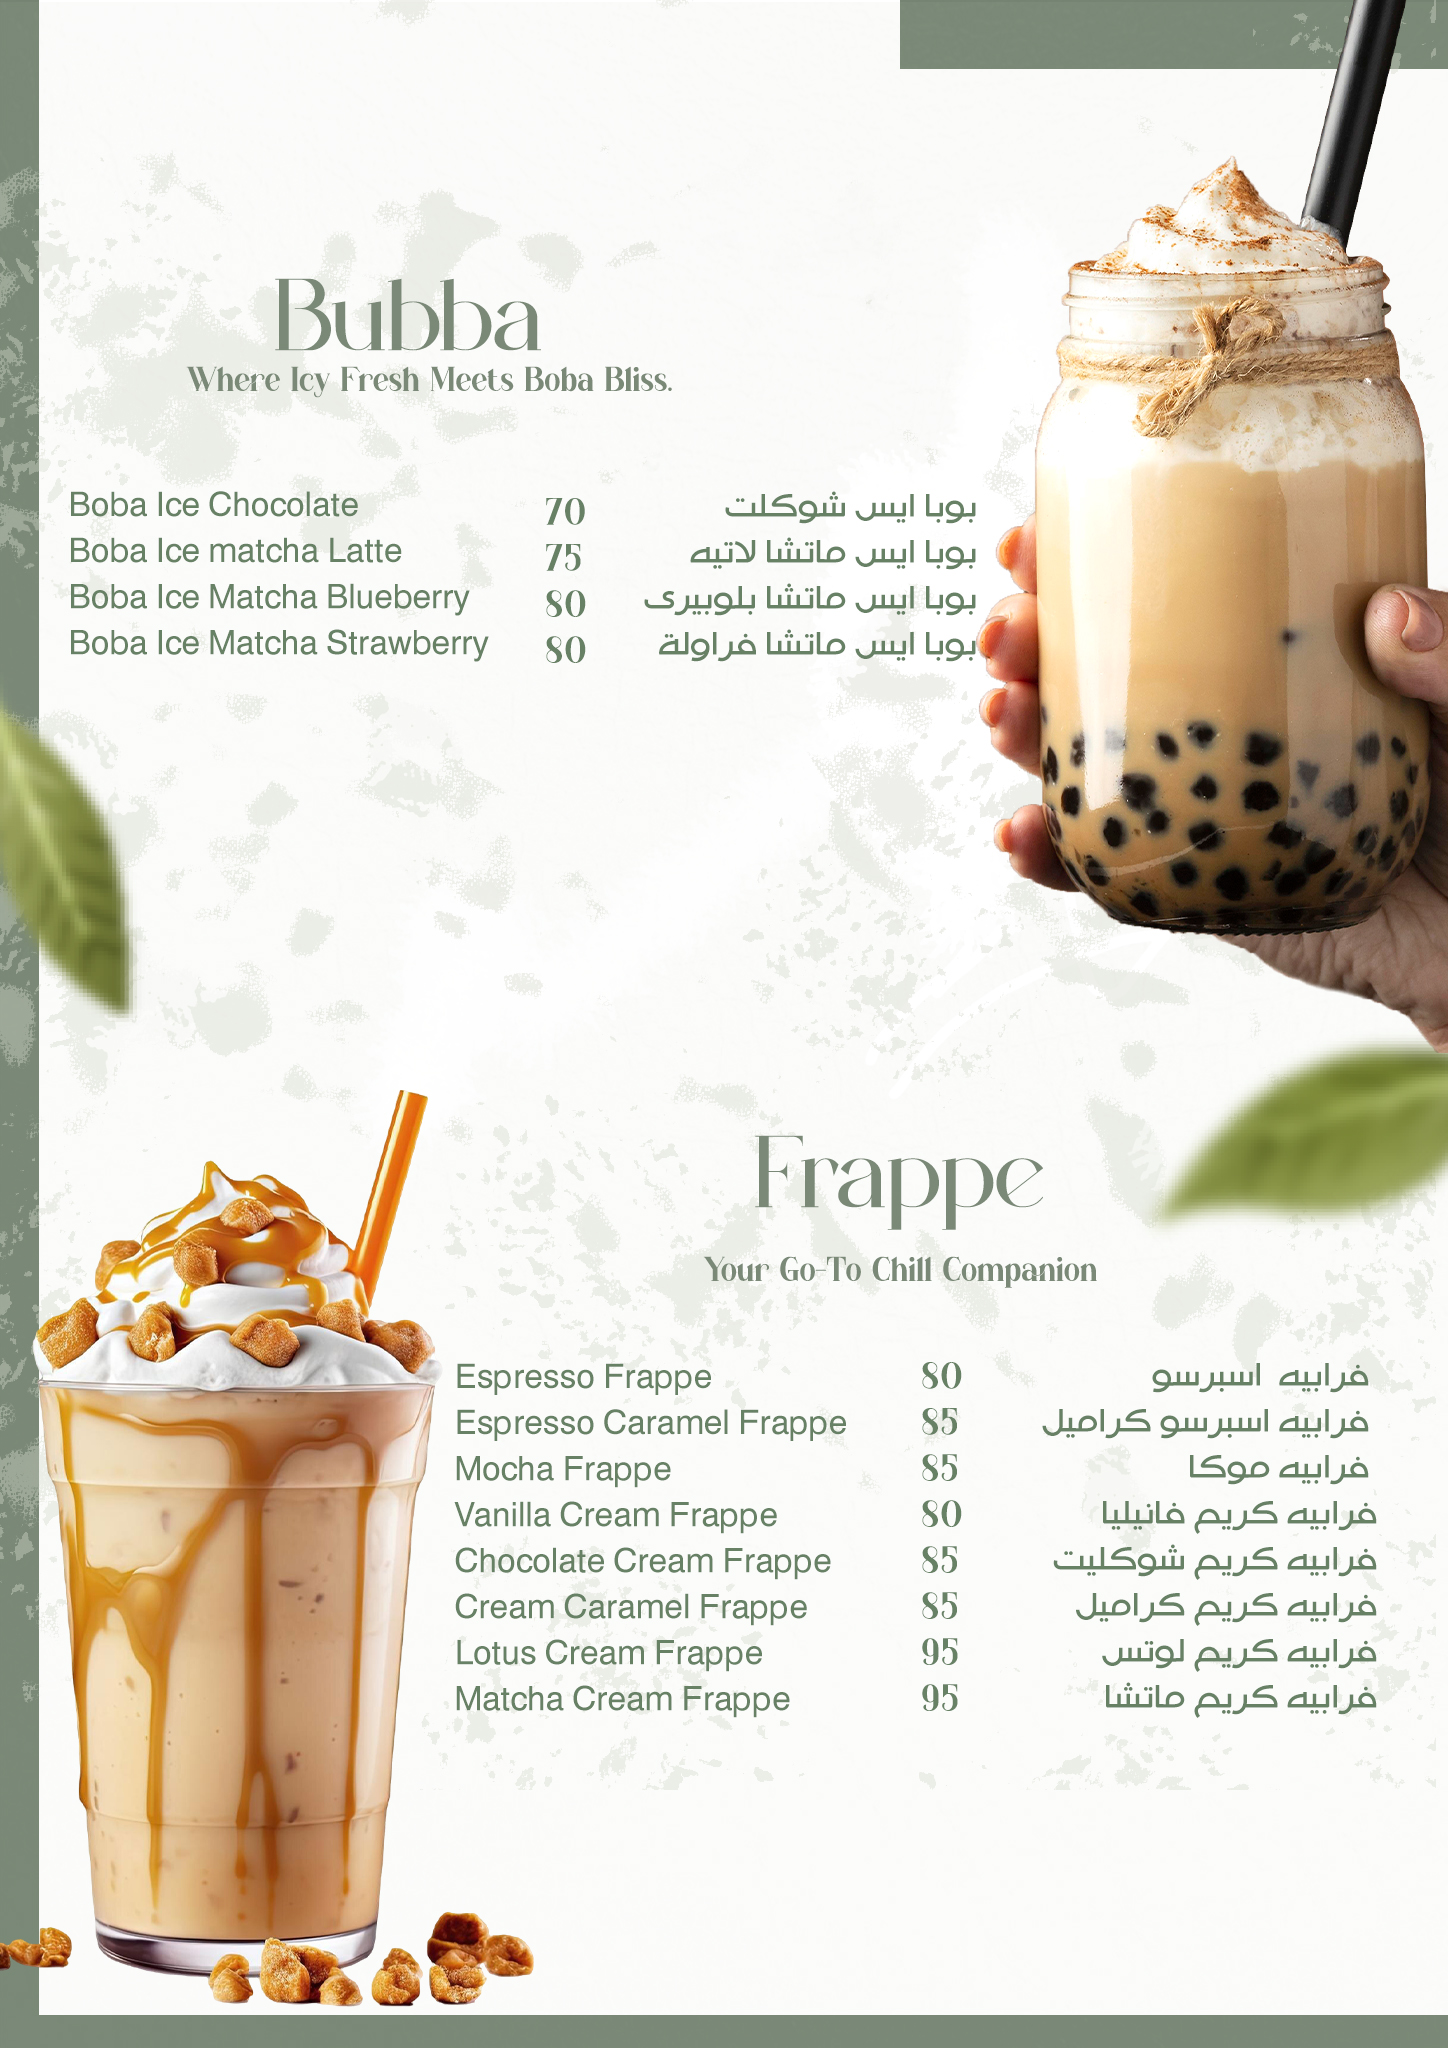 Bubba
Where Icy Fresh Meets Boba Bliss.
Boba Ice Chocolate 70 بوبا ايس شوكلت
Boba Ice matcha Latte 75 بوبا ايس ماتشا لاتيه
Boba Ice Matcha Blueberry 80 بوبا ايس ماتشا بلوبيرى
Boba Ice Matcha Strawberry 80 بوبا ايس ماتشا فراولة
Frappe
Your Go-To Chill Companion
Espresso Frappe 80 فرابيه اسبرسو
Espresso Caramel Frappe 85 فرابيه اسبرسو كراميل
Mocha Frappe 85 فرابيه موكا
Vanilla Cream Frappe 80 فرابيه كريم فانيليا
Chocolate Cream Frappe 85 فرابيه كريم شوكليت
Cream Caramel Frappe 85 فرابيه كريم كراميل
Lotus Cream Frappe 95 فرابيه كريم لوتس
Matcha Cream Frappe 95 فرابيه كريم ماتشا